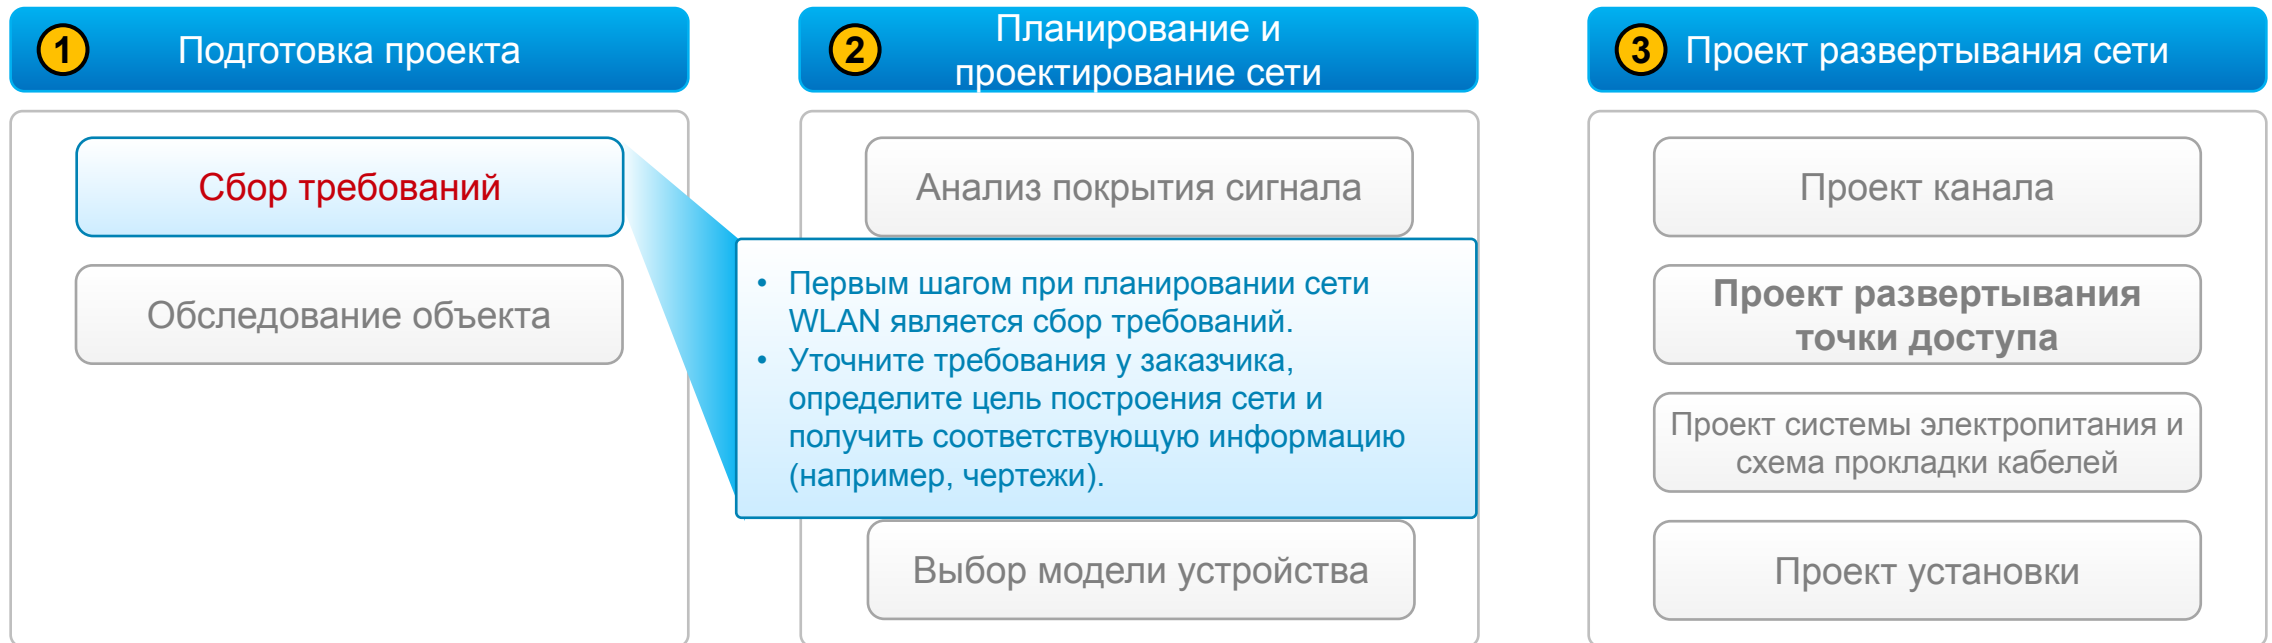 1
Подготовка проекта
Сбор требований
Обследование объекта
2
Планирование и
проектирование сети
Анализ покрытия сигнала
• Первым шагом при планировании сети
WLAN является сбор требований.
• Уточните требования у заказчика,
определите цель построения сети и
получить соответствующую информацию
(например, чертежи).
Выбор модели устройства
3
Проект развертывания сети
Проект канала
Проект развертывания
точки доступа
Проект системы электропитания и
схема прокладки кабелей
Проект установки